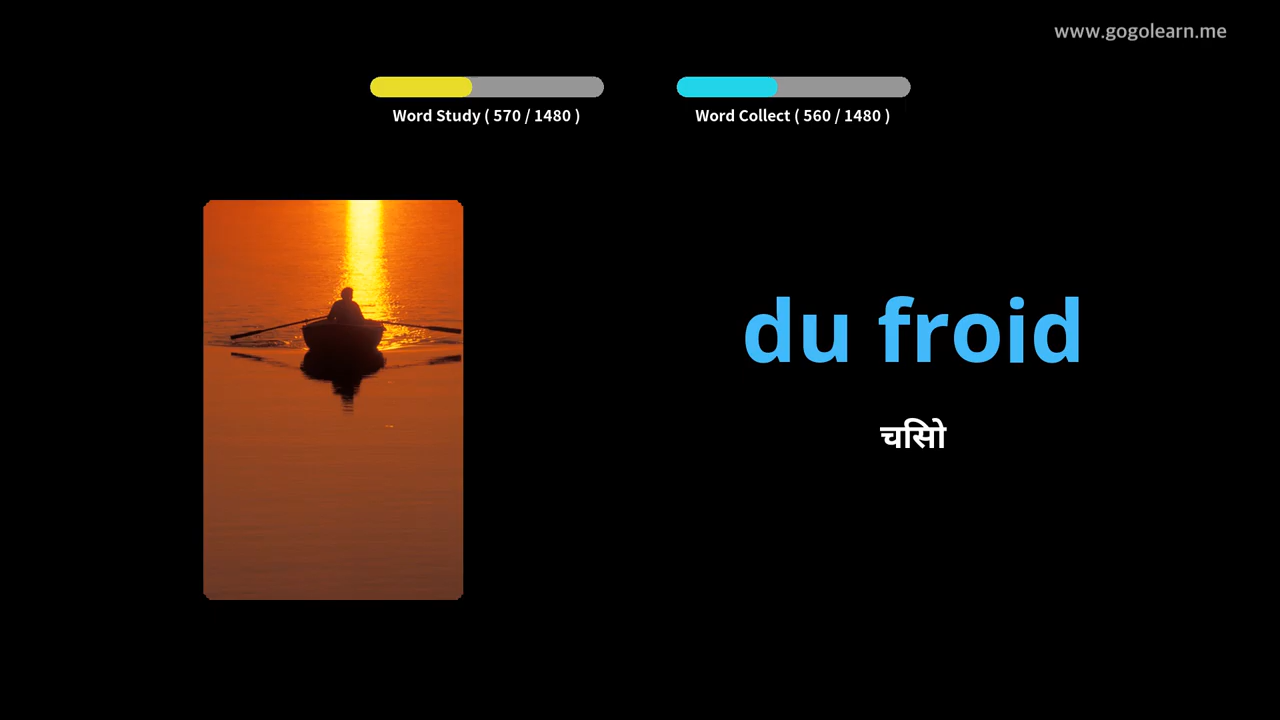 www.gogolearn.me
Word Study ( 570 / 1480 )
Word Collect ( 560 / 1480 )
du froid
चिसो